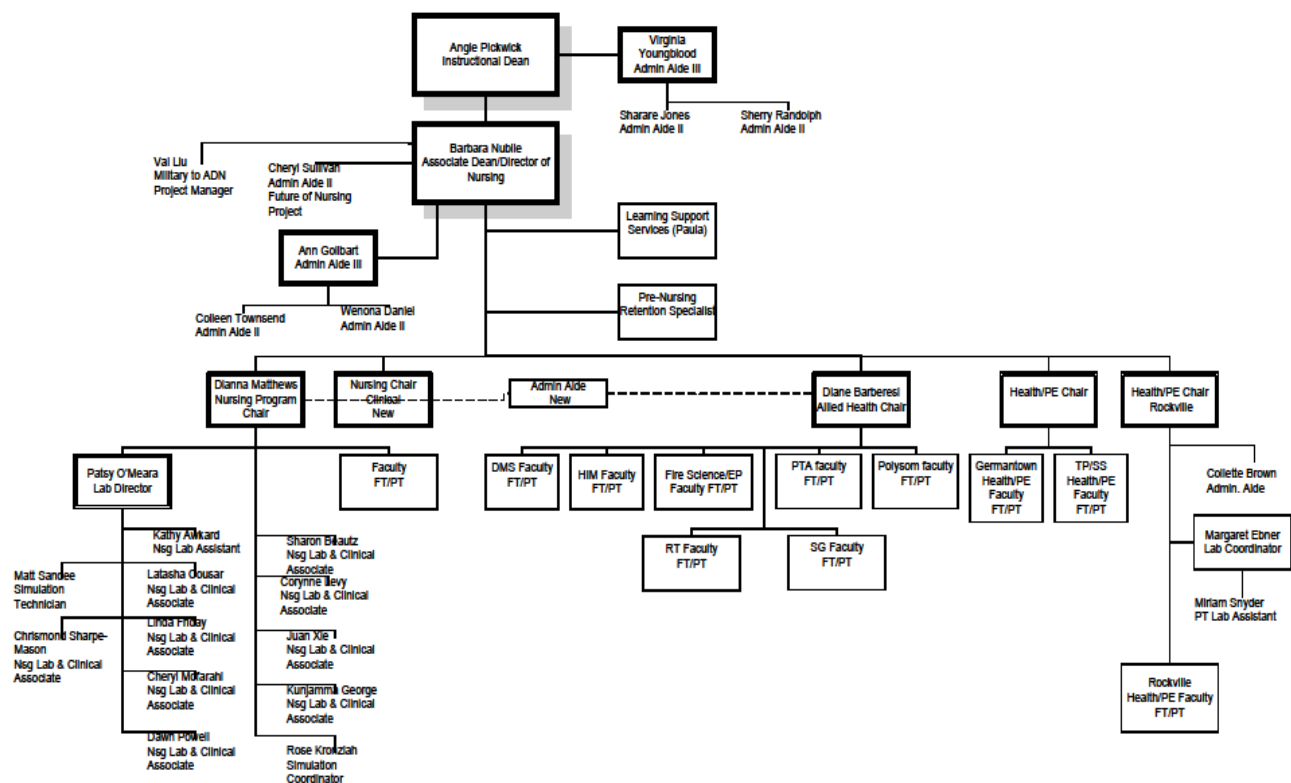 Angie Pickwick
Instructional Dean
Virginia
Youngblood
Admin Aide III
Sharare Jones
Admin Aide II
Sherry Randolph
Admin Aide II
Barbara Nubile
Associate Dean/Director of
Nursing
Val Liu
Military to ADN
Project Manager
Cheryl Sullivan
Admin Aide II
Future of Nursing
Project
Learning Support
Services (Paula)
Ann Gollbart
Admin Aide III
Colleen Townsend
Admin Aide II
Wenona Daniel
Admin Aide II
Pre-Nursing
Retention Specialist
Dianna Matthews
Nursing Program
Chair
Nursing Chair
Clinical
New
Admin Aide
New
Diane Barberesi
Allied Health Chair
Health/PE Chair
Health/PE Chair
Rockville
Patsy O'Meara
Lab Director
Faculty
FT/PT
DMS Faculty
FT/PT
HIM Faculty
FT/PT
Fire Science/EP
Faculty FT/PT
PTA faculty
FT/PT
Polysom faculty
FT/PT
Germantown
Health/PE
Faculty
FT/PT
TP/SS
Health/PE
Faculty
FT/PT
Collette Brown
Admin. Aide
RT Faculty
FT/PT
SG Faculty
FT/PT
Margaret Ebner
Lab Coordinator
Miriam Snyder
PT Lab Assistant
Rockville
Health/PE Faculty
FT/PT
Kathy Awkard
Nsg Lab Assistant
Matt Sandee
Simulation
Technician
Latasha Cousar
Nsg Lab & Clinical
Associate
Chrismond Sharpe-
Mason
Nsg Lab & Clinical
Associate
Linda Friday
Nsg Lab & Clinical
Associate
Cheryl
Nsg Lab & Clinical
Associate
Dawn Powell
Nsg Lab & Clinical
Associate
Sharon Beautz
Nsg Lab & Clinical
Associate
Corynne Levy
Nsg Lab & Clinical
Associate
Juan Xie
Nsg Lab & Clinical
Associate
Kunjamma George
Nsg Lab & Clinical
Associate
Rose Kronziah
Simulation
Coordinator